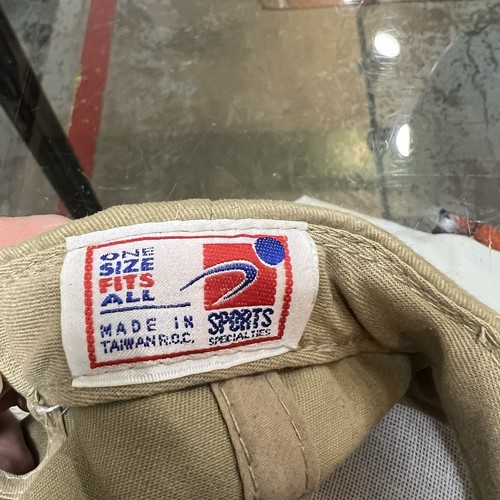 ONE
SIZE
FITS
ALL
MADE IN
TAIWAN R.O.C.
SPORTS
SPECIALTIES